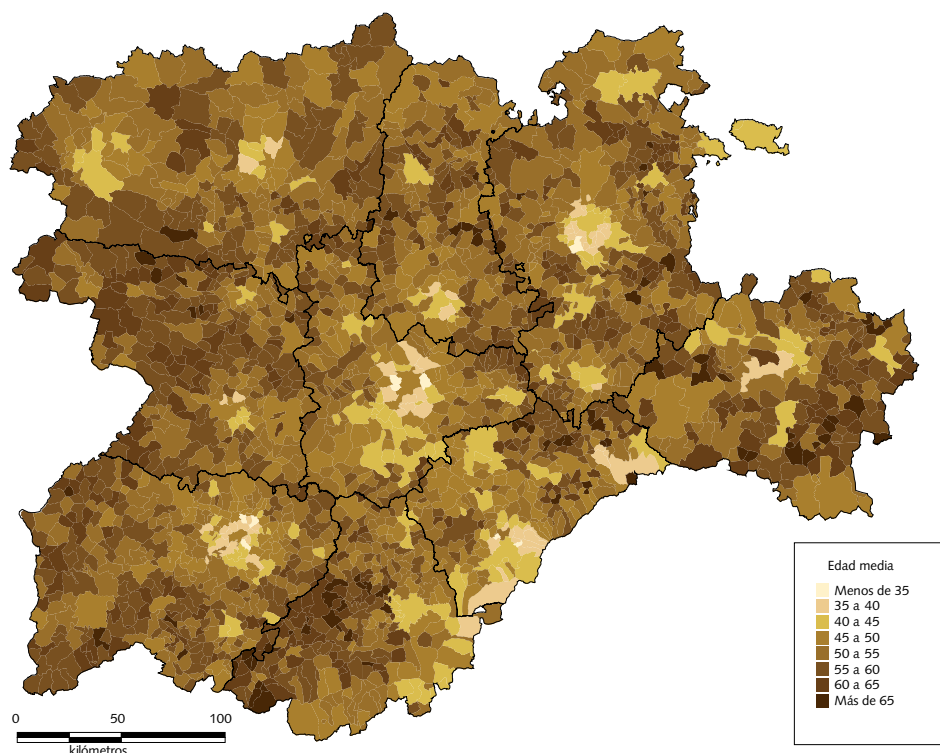 Edad media
Menos de 35
35 a 40
40 a 45
45 a 50
50 a 55
55 a 60
60 a 65
Más de 65
0 50 100
kilómetros